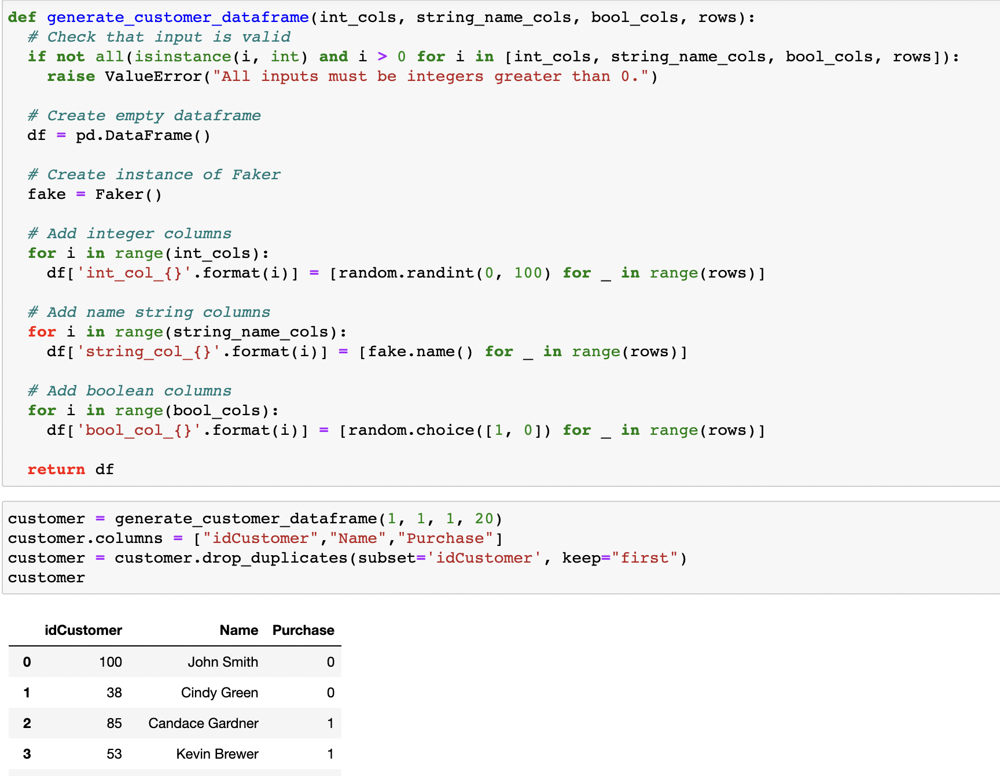 def generate_customer_dataframe(int_cols, string_name_cols, bool_cols, rows):
  # Check that input is valid
  if not all(isinstance(i, int) and i > 0 for i in [int_cols, string_name_cols, bool_cols, rows]):
    raise ValueError("All inputs must be integers greater than 0.")

  # Create empty dataframe
  df = pd.DataFrame()

  # Create instance of Faker
  fake = Faker()

  # Add integer columns
  for i in range(int_cols):
    df['int_col_{}'.format(i)] = [random.randint(0, 100) for _ in range(rows)]

  # Add name string columns
  for i in range(string_name_cols):
    df['string_col_{}'.format(i)] = [fake.name() for _ in range(rows)]

  # Add boolean columns
  for i in range(bool_cols):
    df['bool_col_{}'.format(i)] = [random.choice([1, 0]) for _ in range(rows)]

  return df

customer = generate_customer_dataframe(1, 1, 1, 20)
customer.columns = ["idCustomer","Name","Purchase"]
customer = customer.drop_duplicates(subset='idCustomer', keep="first")
customer

idCustomer Name Purchase
0 100 John Smith 0
1 38 Cindy Green 0
2 85 Candace Gardner 1
3 53 Kevin Brewer 1